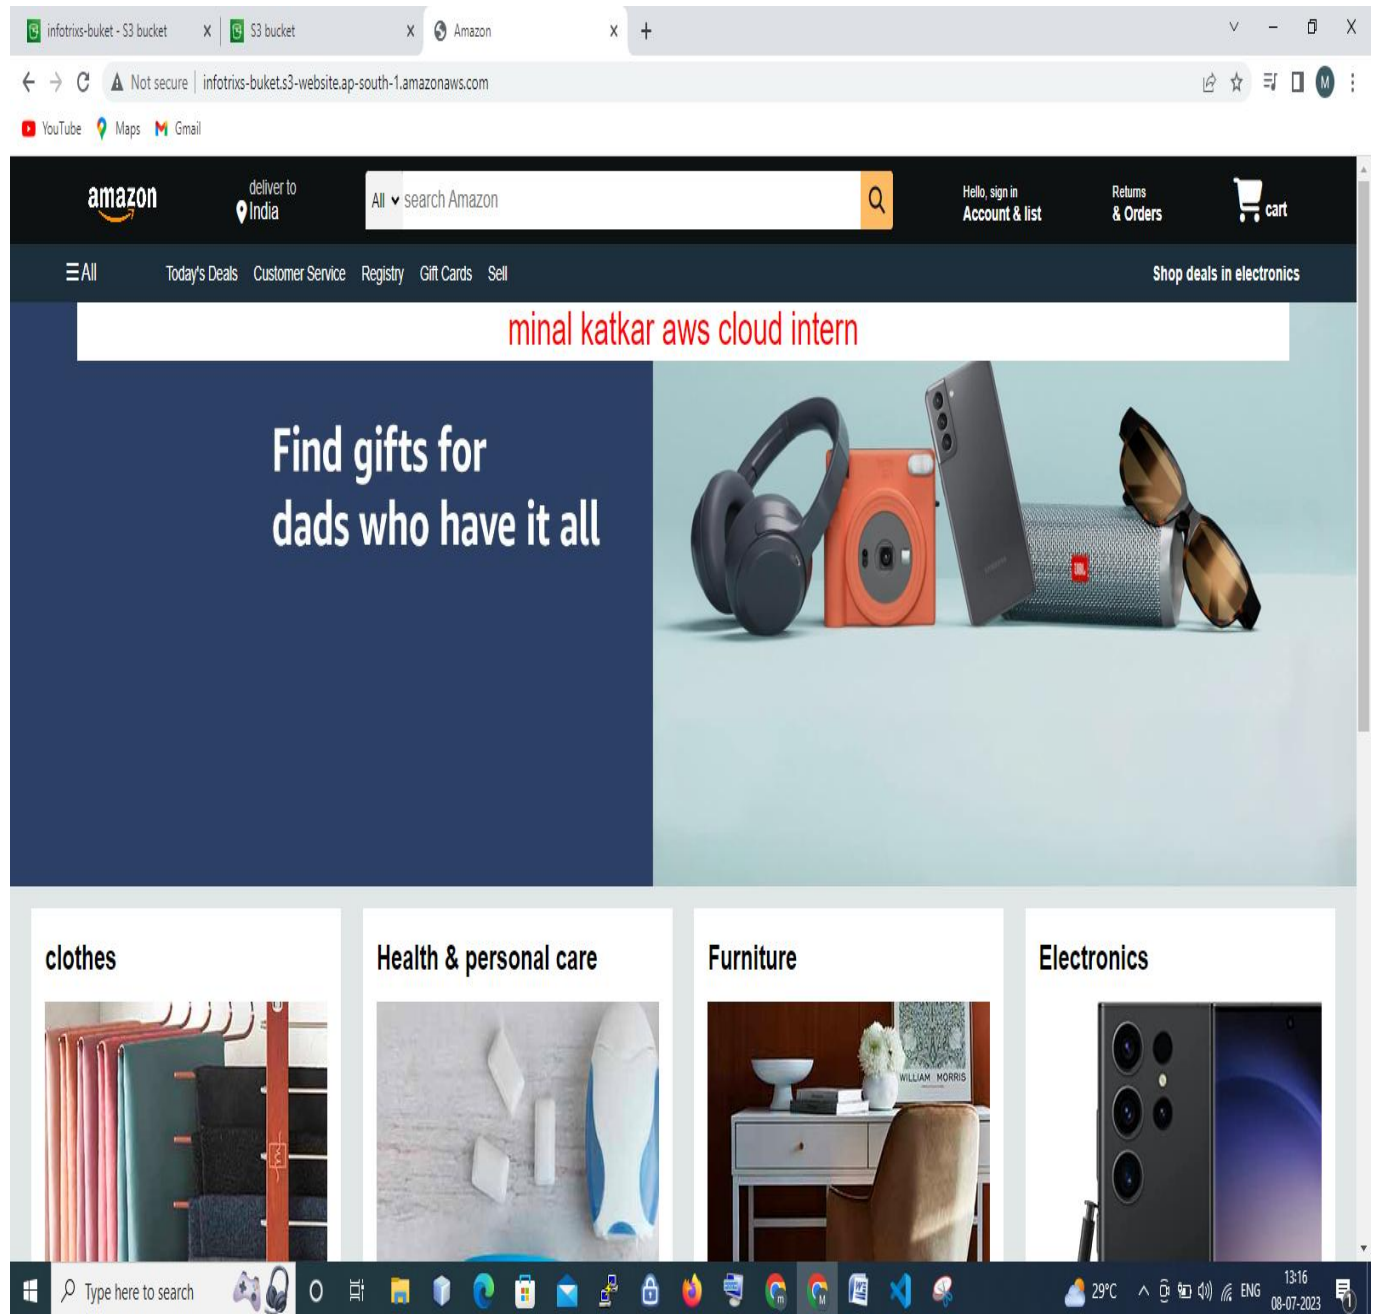 infotrixs-buket - S3 bucket
S3 bucket
Amazon
Not secure | infotrixs-buket.s3-website.ap-south-1.amazonaws.com
M
YouTube Maps Gmail
amazon
deliver to
India
All search Amazon
Hello, sign in
Account & list
Returns
& Orders
cart
All Today's Deals Customer Service Registry Gift Cards Sell Shop deals in electronics
minal katkar aws cloud intern
Find gifts for
dads who have it all
JBL
clothes
Health & personal care
Furniture
Electronics
WILLIAM MORRIS
Type here to search
29°C
ENG
13:16
08-07-2023
1